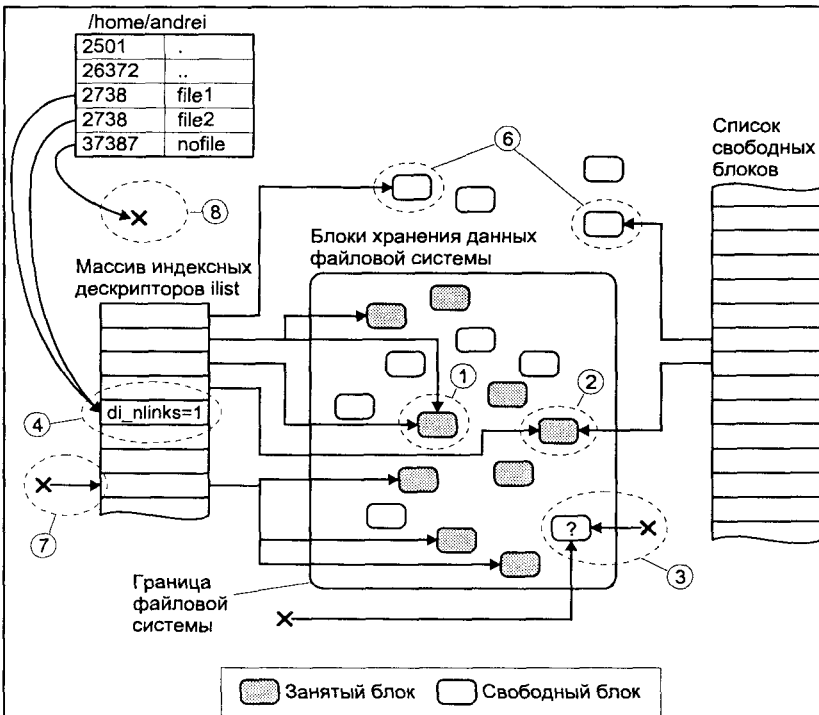 /home/andrei
2501 .
26372 ..
2738 file1
2738 file2
37387 nofile
6
Список
свободных
блоков
8
Блоки хранения данных
файловой системы
Массив индексных
дескрипторов ilist
1
2
4
di_nlinks=1
7
?
3
Граница
файловой
системы
Занятый блок
Свободный блок